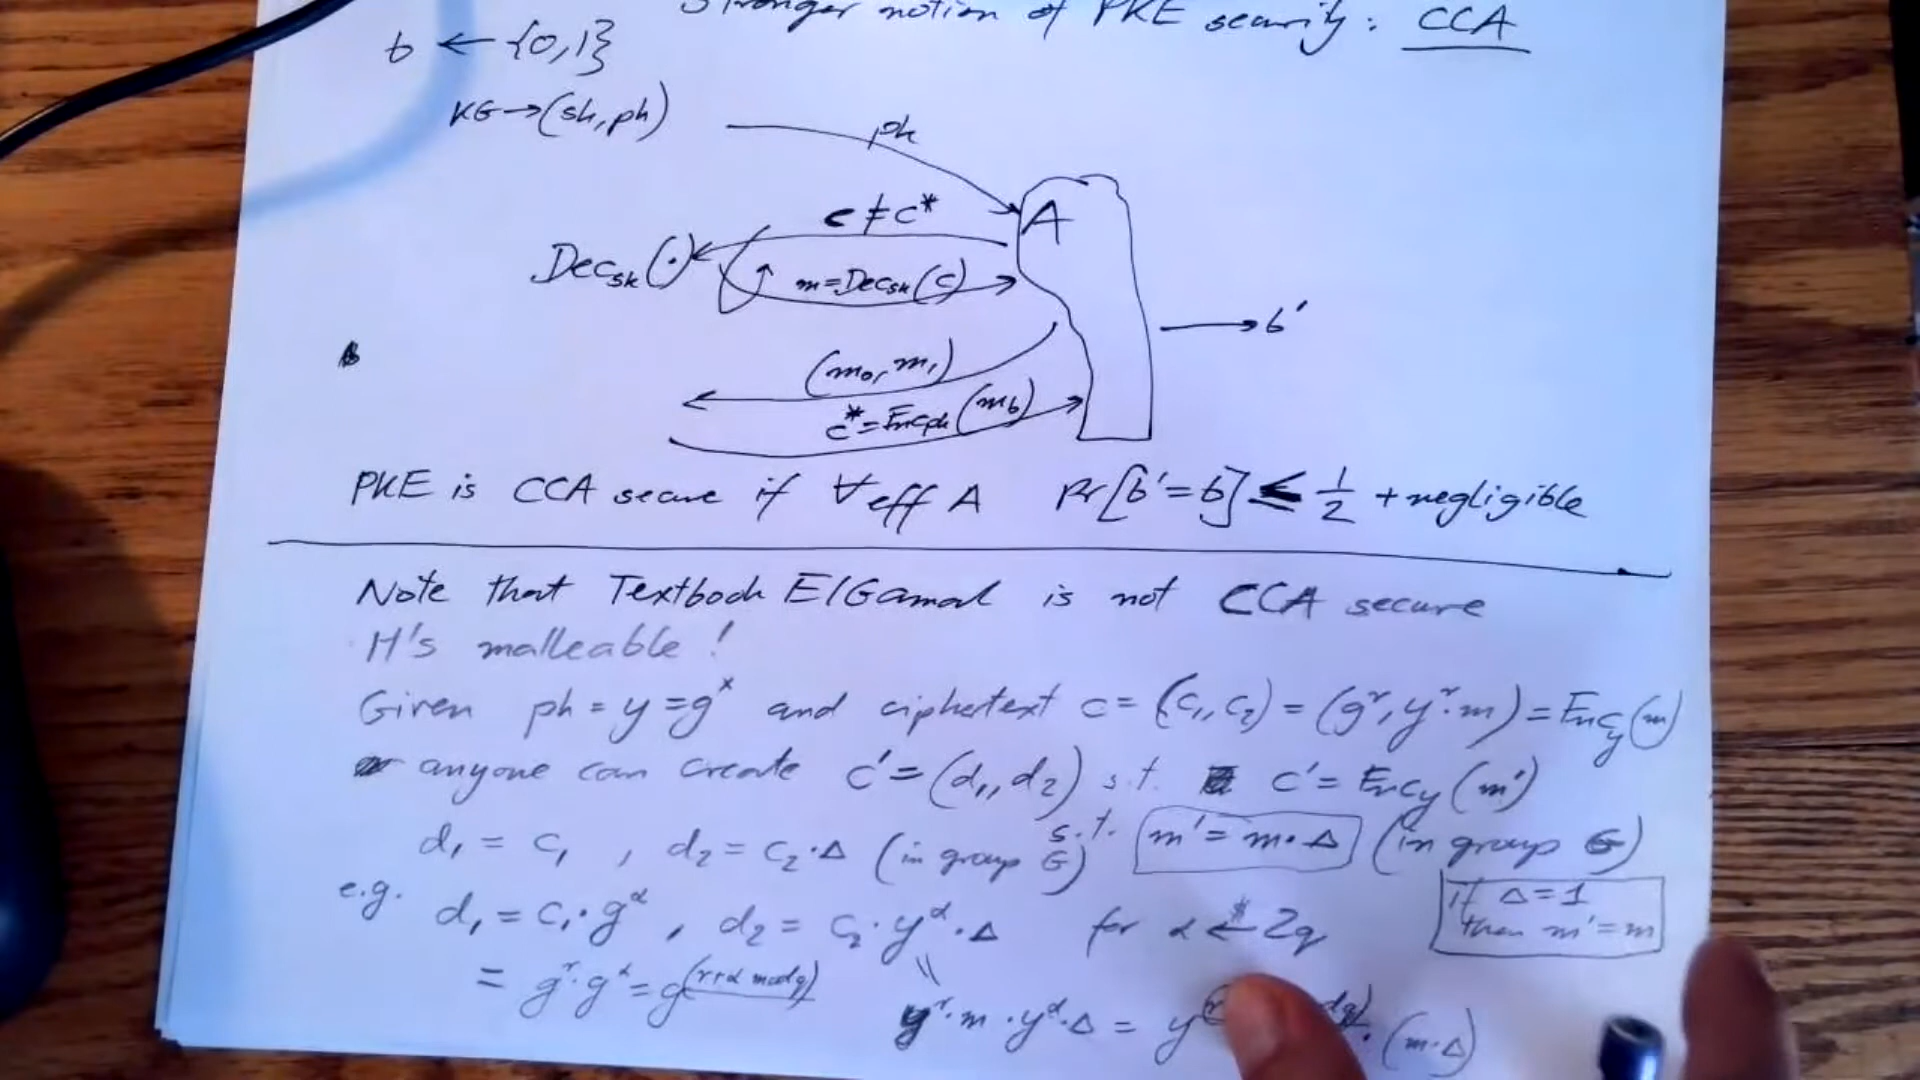 Stronger notion of PKE security: CCA
b ← {0,1}
KG → (sk, pk)
pk
A
c ≠ c*
Dec_sk(·)
m = Dec_sk(c)
b'
(m₀, m₁)
c* = Enc_pk(m_b)
PKE is CCA secure if ∀ eff A Pr[b' = b] ≤ 1/2 + negligible
Note that Textbook ElGamal is not CCA secure
It's malleable!
Given pk = y = g^x and ciphertext c = (c₁, c₂) = (g^r, y^r · m) = Enc_y(m)
anyone can create c' = (d₁, d₂) s.t. c' = Enc_y(m')
d₁ = c₁ , d₂ = c₂ · Δ (in group G) s.t. m' = m · Δ (in group G)
if Δ = 1
then m' = m
e.g. d₁ = c₁ · g^α , d₂ = c₂ · y^α · Δ for α ←$ Zq
= g^r · g^α = g^(r+α mod q)
y^r · m · y^α · Δ = y · (m · Δ)